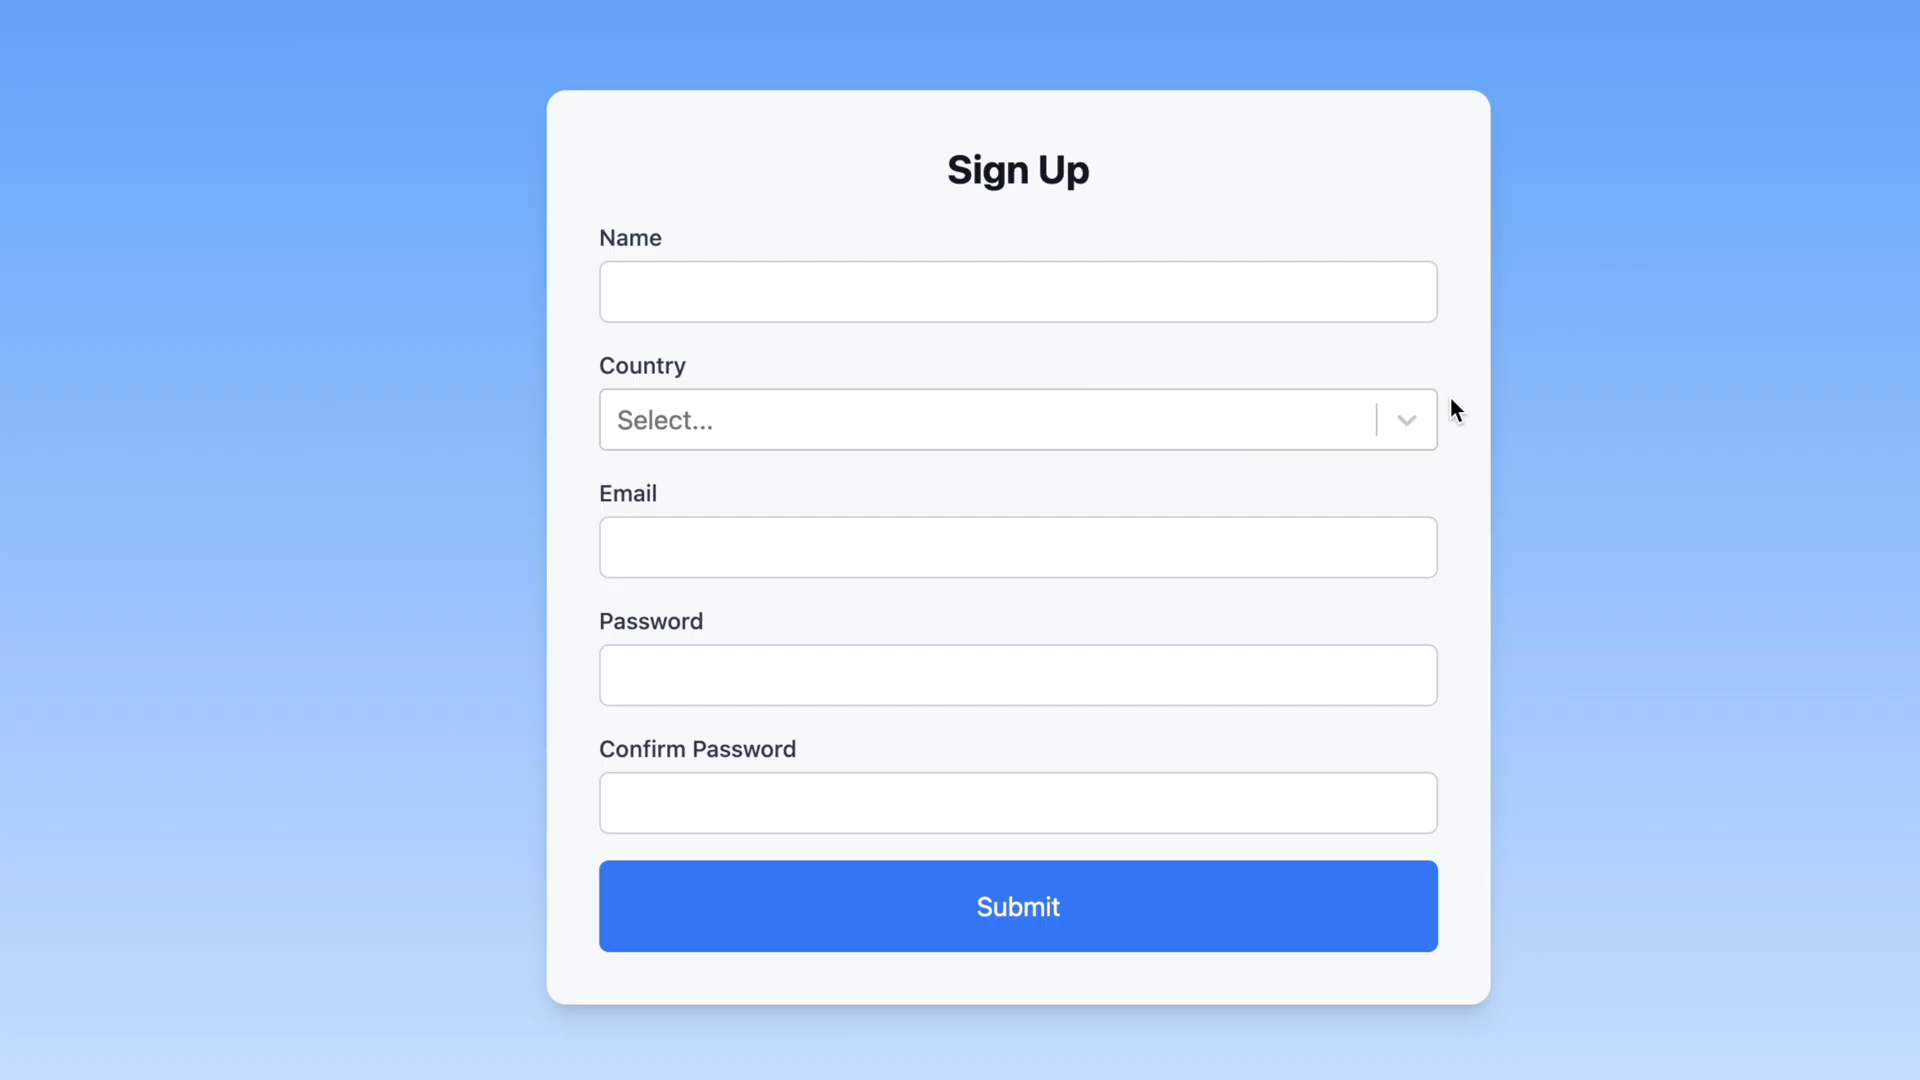 Sign Up
Name
Country
Select...
Email
Password
Confirm Password
Submit